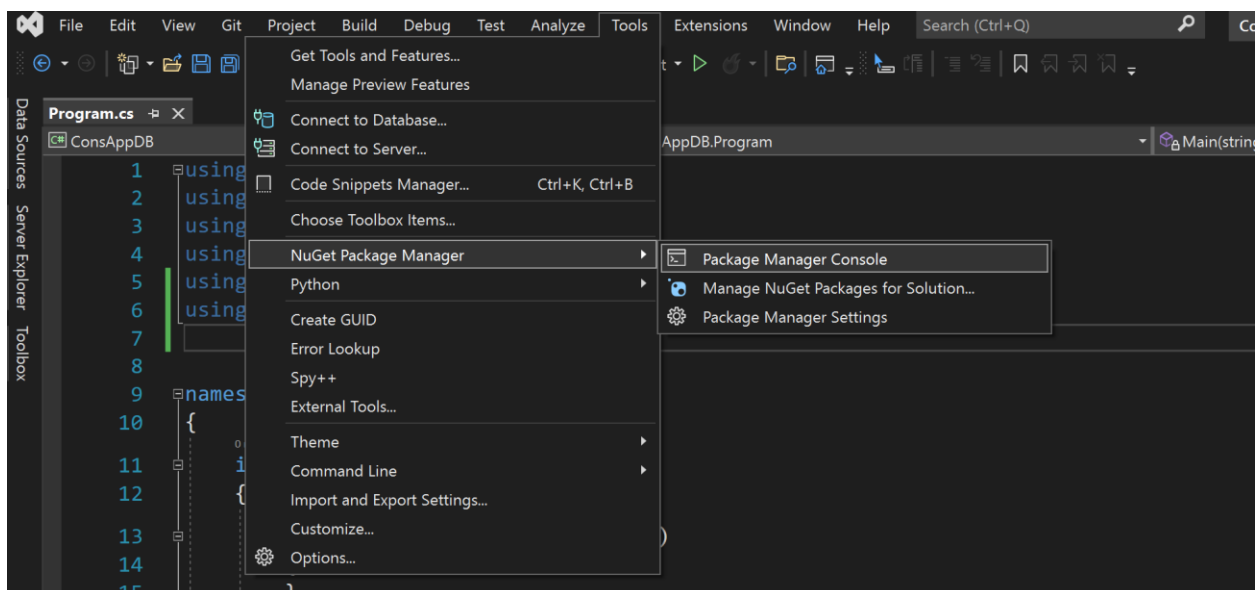 File Edit View Git Project Build Debug Test Analyze Tools Extensions Window Help Search (Ctrl+Q) Co
Get Tools and Features...
Manage Preview Features
Connect to Database...
Connect to Server...
Code Snippets Manager... Ctrl+K, Ctrl+B
Choose Toolbox Items...
NuGet Package Manager
Python
Create GUID
Error Lookup
Spy++
External Tools...
Theme
Command Line
Import and Export Settings...
Customize...
Options...
Package Manager Console
Manage NuGet Packages for Solution...
Package Manager Settings
t
Data Sources
Server Explorer
Toolbox
Program.cs
C# ConsAppDB
AppDB.Program
Main(string
1 using
2 using
3 using
4 using
5 using
6 using
7
8
9 names
10 {
11 i
12 {
13 )
14
15 }